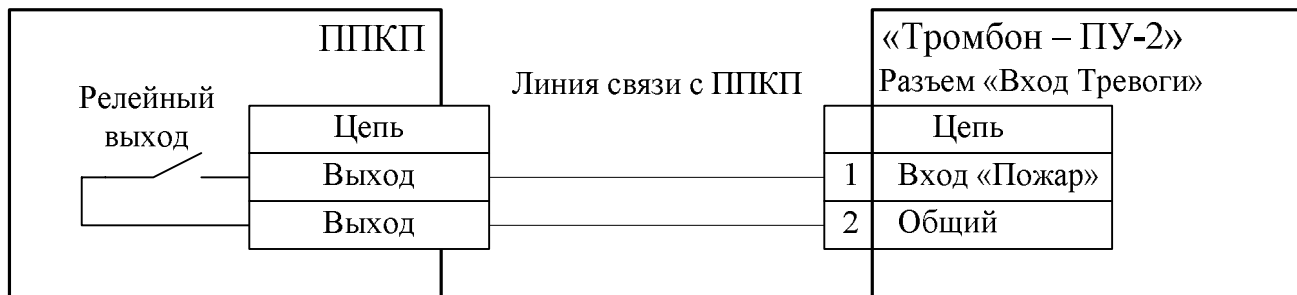 ППКП
Релейный
выход
Цепь
Выход
Выход
Линия связи с ППКП
«Тромбон – ПУ-2»
Разъем «Вход Тревоги»
Цепь
1 Вход «Пожар»
2 Общий